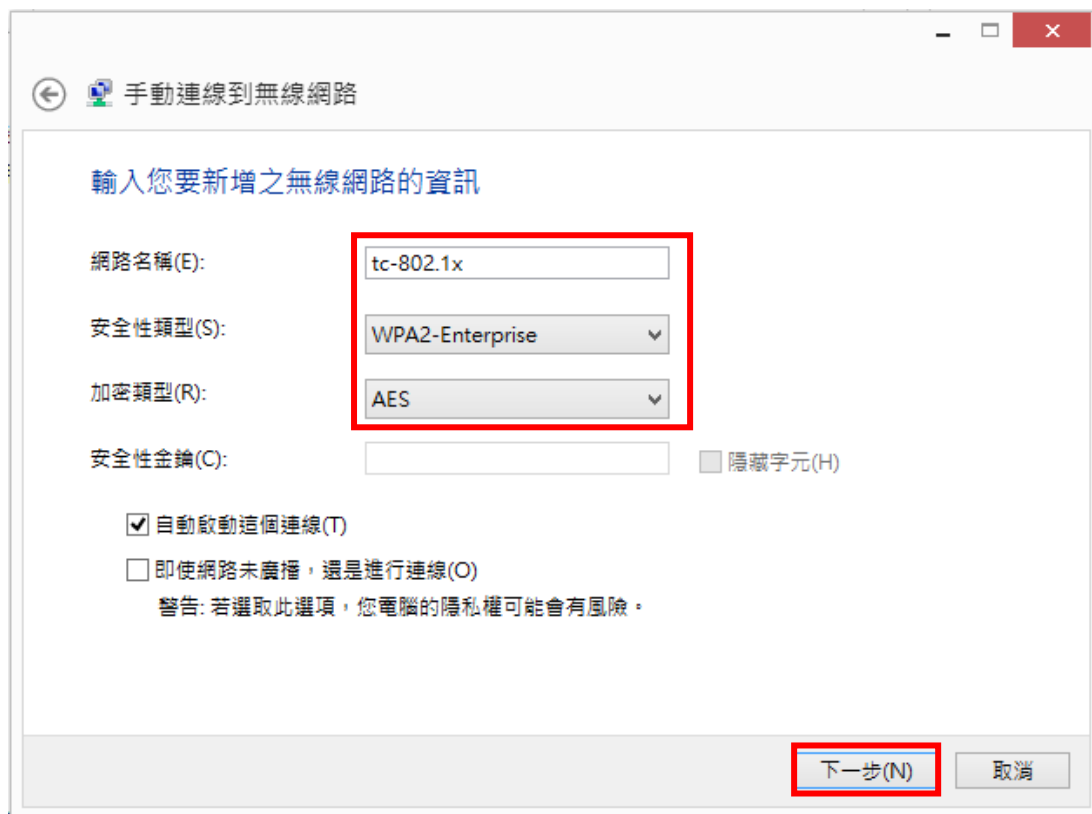 手動連線到無線網路
輸入您要新增之無線網路的資訊
網路名稱(E): tc-802.1x
安全性類型(S): WPA2-Enterprise
加密類型(R): AES
安全性金鑰(C): 隱藏字元(H)
自動啟動這個連線(T)
即使網路未廣播，還是進行連線(O)
警告: 若選取此選項，您電腦的隱私權可能會有風險。
下一步(N) 取消